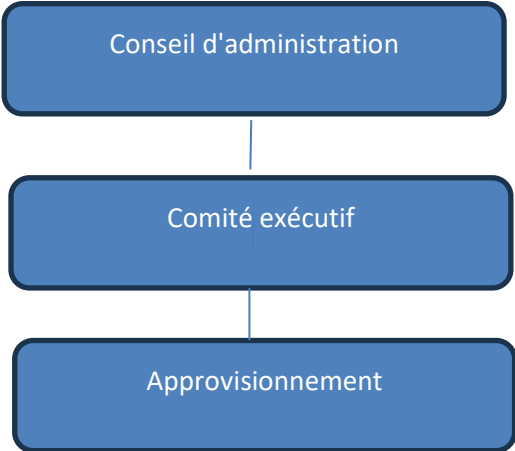 Conseil d'administration
Comité exécutif
Approvisionnement